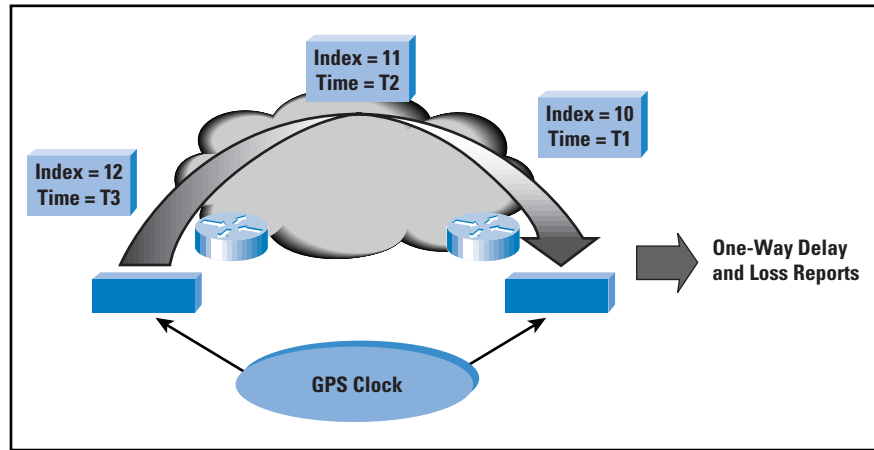 Index = 11
Time = T2
Index = 10
Time = T1
Index = 12
Time = T3
One-Way Delay
and Loss Reports
GPS Clock